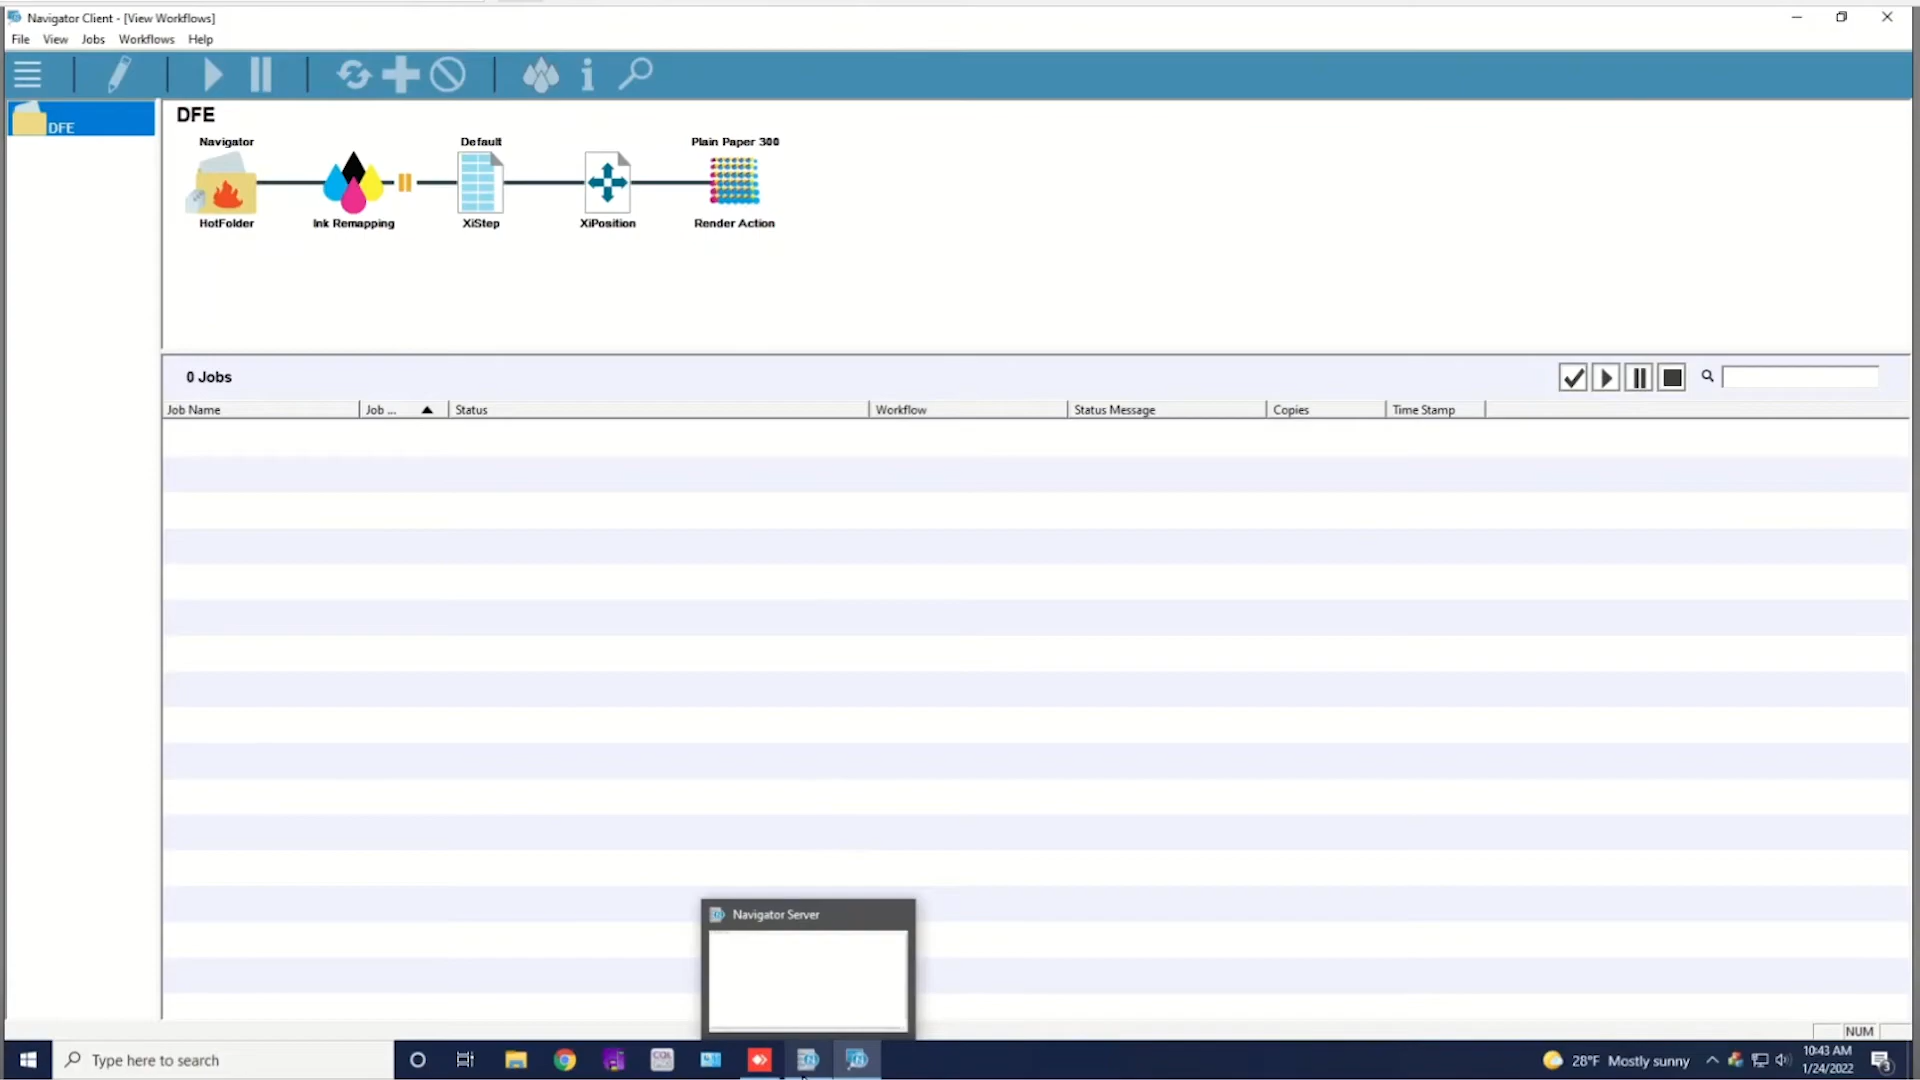 Navigator Client - [View Workflows]
File View Jobs Workflows Help
DFE
DFE
Navigator Default Plain Paper 300
HotFolder Ink Remapping XiStep XiPosition Render Action
0 Jobs
Job Name Job ... Status Workflow Status Message Copies Time Stamp
Navigator Server
NUM
Type here to search
28°F Mostly sunny
10:43 AM
1/24/2022
3